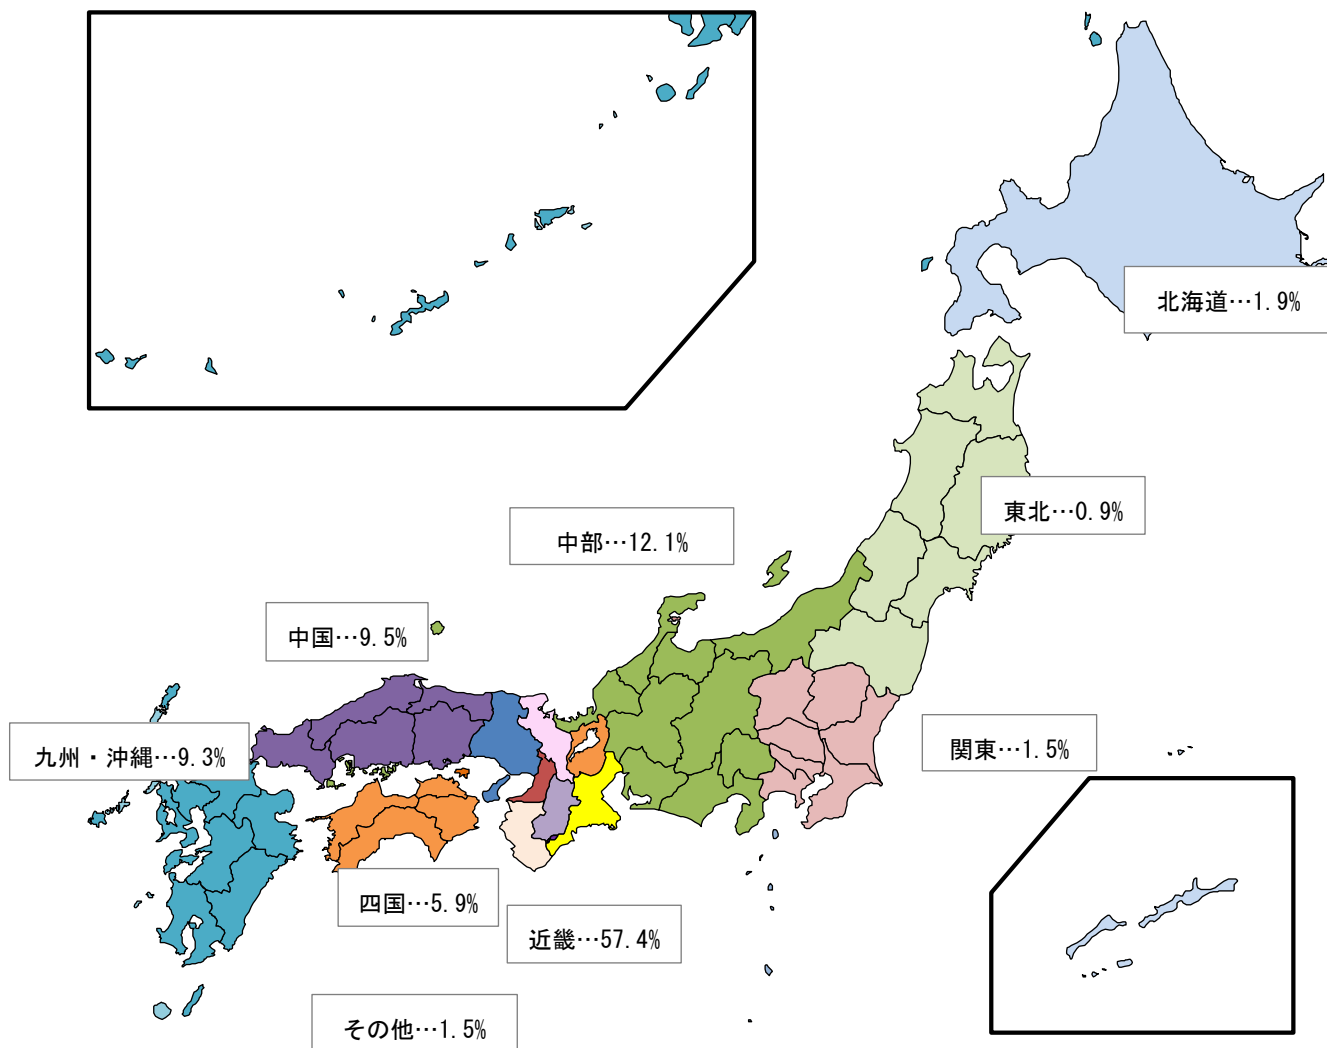 北海道…1.9%
東北…0.9%
中部…12.1%
中国…9.5%
九州・沖縄…9.3%
関東…1.5%
四国…5.9%
近畿…57.4%
その他…1.5%